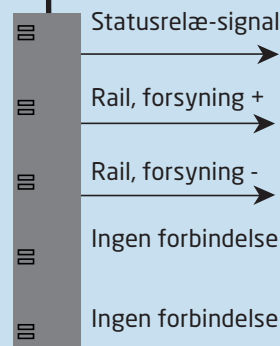 Statusrelæ-signal
Rail, forsyning +
Rail, forsyning -
Ingen forbindelse
Ingen forbindelse